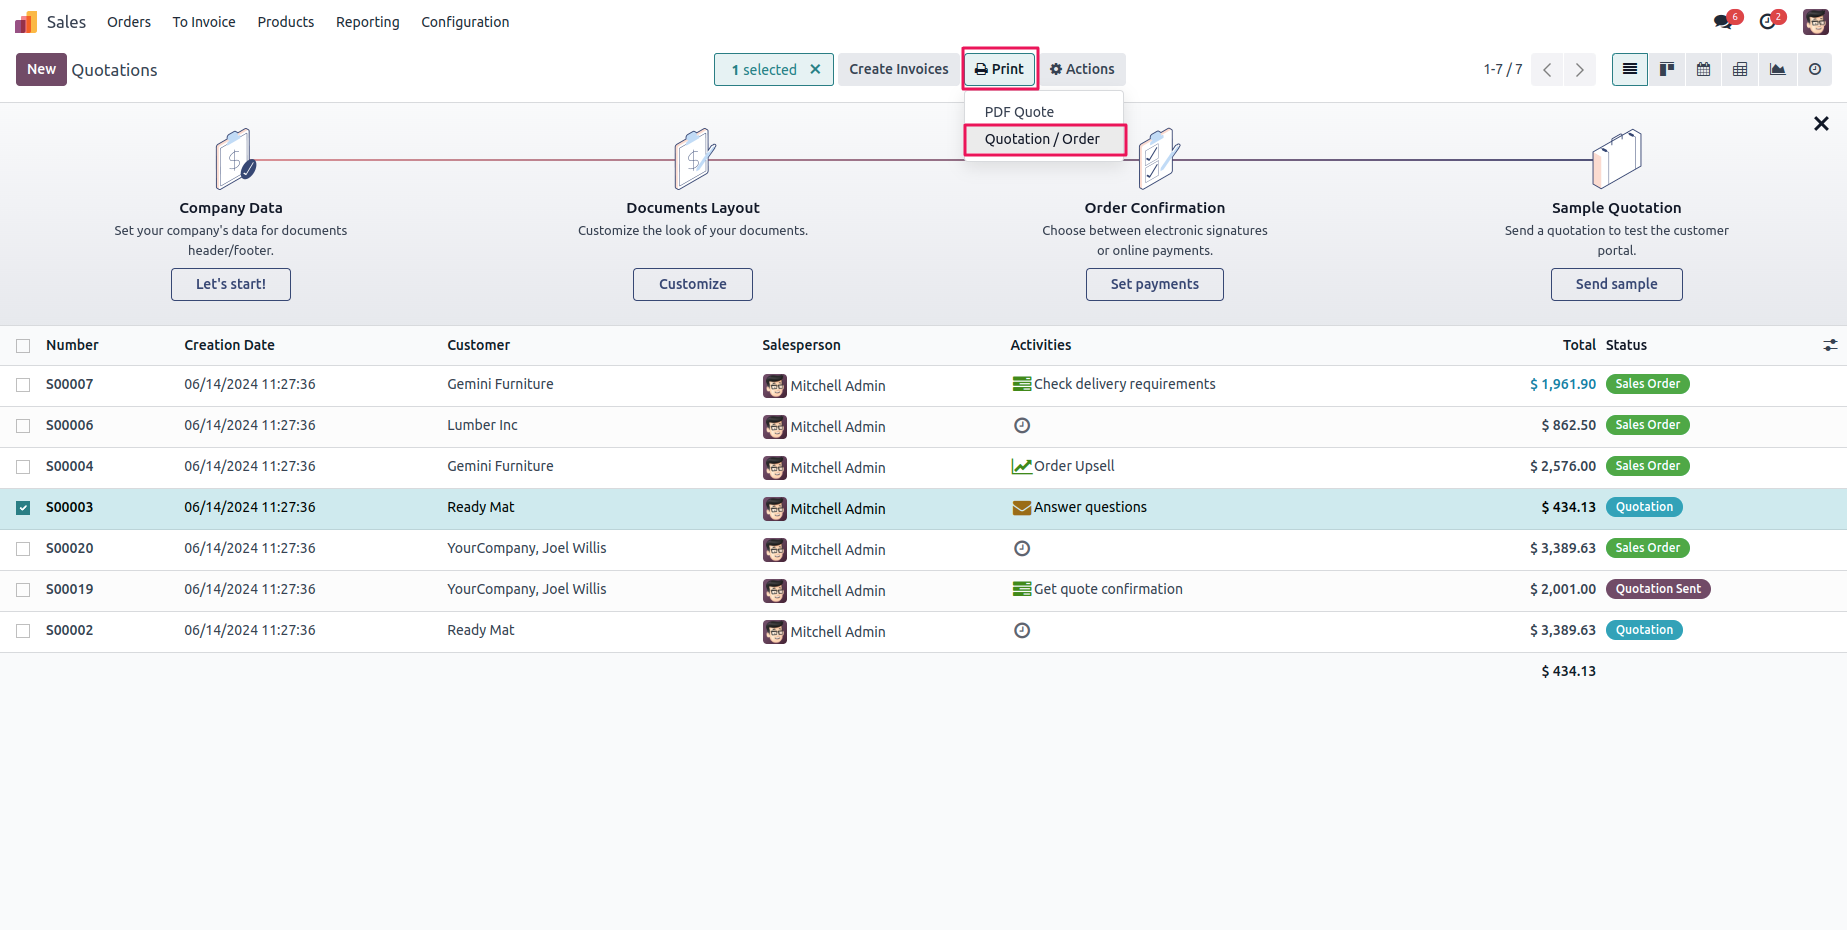 Sales Orders To Invoice Products Reporting Configuration 6 2
New Quotations 1 selected Create Invoices Print Actions 1-7 / 7
PDF Quote
Quotation / Order
Company Data
Set your company's data for documents
header/footer.
Let's start!
Documents Layout
Customize the look of your documents.
Customize
Order Confirmation
Choose between electronic signatures
or online payments.
Set payments
Sample Quotation
Send a quotation to test the customer
portal.
Send sample
Number Creation Date Customer Salesperson Activities Total Status
S00007 06/14/2024 11:27:36 Gemini Furniture Mitchell Admin Check delivery requirements $ 1,961.90 Sales Order
S00006 06/14/2024 11:27:36 Lumber Inc Mitchell Admin $ 862.50 Sales Order
S00004 06/14/2024 11:27:36 Gemini Furniture Mitchell Admin Order Upsell $ 2,576.00 Sales Order
S00003 06/14/2024 11:27:36 Ready Mat Mitchell Admin Answer questions $ 434.13 Quotation
S00020 06/14/2024 11:27:36 YourCompany, Joel Willis Mitchell Admin $ 3,389.63 Sales Order
S00019 06/14/2024 11:27:36 YourCompany, Joel Willis Mitchell Admin Get quote confirmation $ 2,001.00 Quotation Sent
S00002 06/14/2024 11:27:36 Ready Mat Mitchell Admin $ 3,389.63 Quotation
$ 434.13